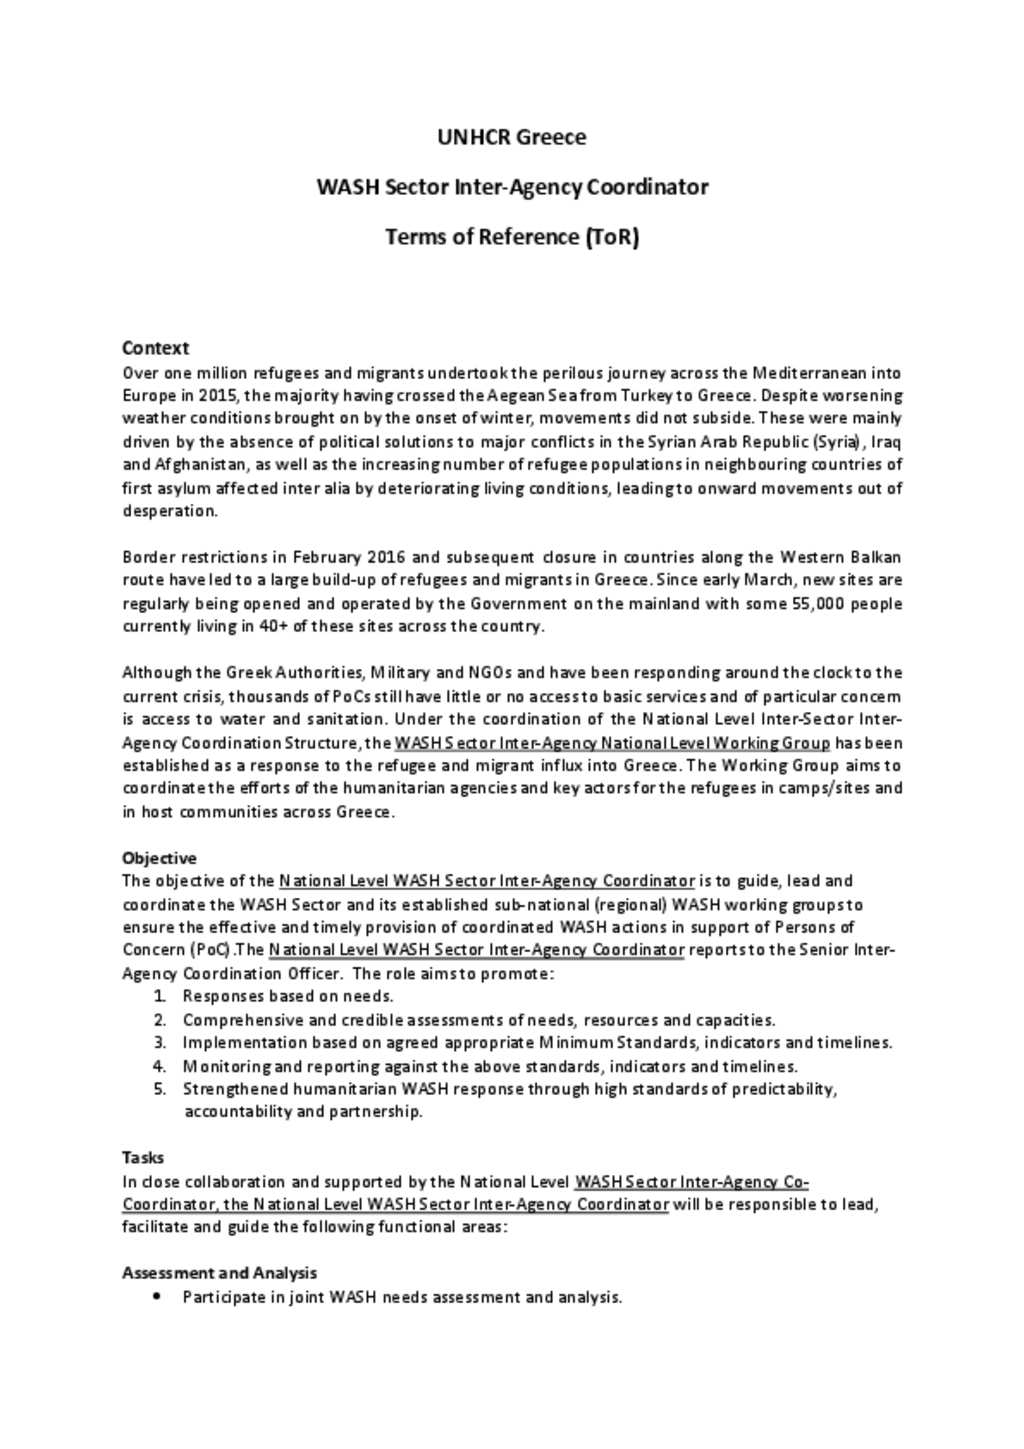 UNHCR Greece
WASH Sector Inter-Agency Coordinator
Terms of Reference (ToR)
Context
Over one million refugees and migrants undertook the perilous journey across the Mediterranean into
Europe in 2015, the majority having crossed the Aegean Sea from Turkey to Greece. Despite worsening
weather conditions brought on by the onset of winter, movements did not subside. These were mainly
driven by the absence of political solutions to major conflicts in the Syrian Arab Republic (Syria), Iraq
and Afghanistan, as well as the increasing number of refugee populations in neighbouring countries of
first asylum affected inter alia by deteriorating living conditions, leading to onward movements out of
desperation.
Border restrictions in February 2016 and subsequent closure in countries along the Western Balkan
route have led to a large build-up of refugees and migrants in Greece. Since early March, new sites are
regularly being opened and operated by the Government on the mainland with some 55,000 people
currently living in 40+ of these sites across the country.
Although the Greek Authorities, Military and NGOs and have been responding around the clock to the
current crisis, thousands of PoCs still have little or no access to basic services and of particular concern
is access to water and sanitation. Under the coordination of the National Level Inter-Sector Inter-
Agency Coordination Structure, the WASH Sector Inter-Agency National Level Working Group has been
established as a response to the refugee and migrant influx into Greece. The Working Group aims to
coordinate the efforts of the humanitarian agencies and key actors for the refugees in camps/sites and
in host communities across Greece.
Objective
The objective of the National Level WASH Sector Inter-Agency Coordinator is to guide, lead and
coordinate the WASH Sector and its established sub-national (regional) WASH working groups to
ensure the effective and timely provision of coordinated WASH actions in support of Persons of
Concern (PoC).The National Level WASH Sector Inter-Agency Coordinator reports to the Senior Inter-
Agency Coordination Officer. The role aims to promote:
1. Responses based on needs.
2. Comprehensive and credible assessments of needs, resources and capacities.
3. Implementation based on agreed appropriate Minimum Standards, indicators and timelines.
4. Monitoring and reporting against the above standards, indicators and timelines.
5. Strengthened humanitarian WASH response through high standards of predictability,
accountability and partnership.
Tasks
In close collaboration and supported by the National Level WASH Sector Inter-Agency Co-
Coordinator, the National Level WASH Sector Inter-Agency Coordinator will be responsible to lead,
facilitate and guide the following functional areas:
Assessment and Analysis
• Participate in joint WASH needs assessment and analysis.